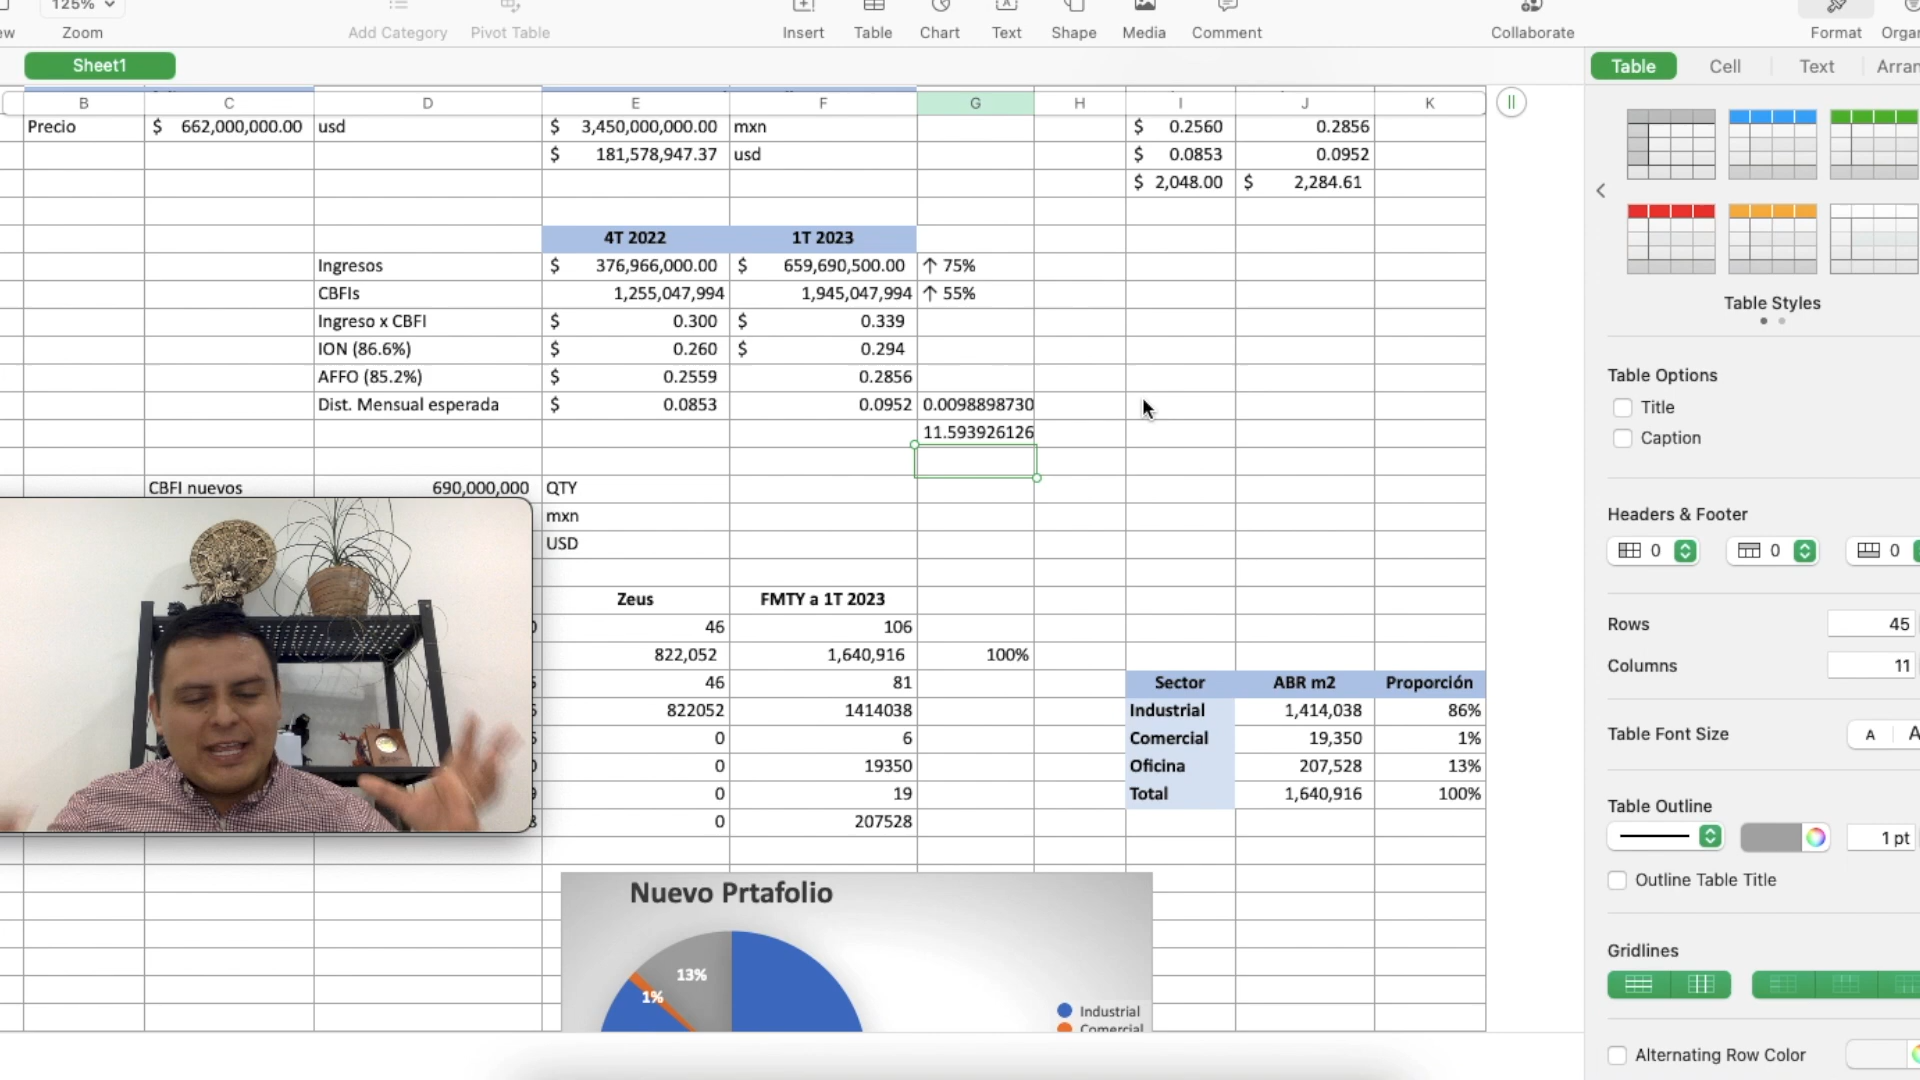 125%
ew Zoom Add Category Pivot Table Insert Table Chart Text Shape Media Comment Collaborate Format
Sheet1 Table Cell Text
B C D E F G H I J K
Precio $ 662,000,000.00 usd $ 3,450,000,000.00 mxn $ 0.2560 0.2856
$ 181,578,947.37 usd $ 0.0853 0.0952
$ 2,048.00 $ 2,284.61
4T 2022 1T 2023
Ingresos $ 376,966,000.00 $ 659,690,500.00 ↑ 75%
CBFIs 1,255,047,994 1,945,047,994 ↑ 55%
Ingreso x CBFI $ 0.300 $ 0.339
ION (86.6%) $ 0.260 $ 0.294
AFFO (85.2%) $ 0.2559 0.2856
Dist. Mensual esperada $ 0.0853 0.0952 0.0098898730
11.593926126
CBFI nuevos 690,000,000 QTY
mxn
USD
Zeus FMTY a 1T 2023
46 106
822,052 1,640,916 100%
46 81
822052 1414038
0 6
0 19350
0 19
0 207528
Sector ABR m2 Proporción
Industrial 1,414,038 86%
Comercial 19,350 1%
Oficina 207,528 13%
Total 1,640,916 100%
Nuevo Prtafolio
13%
1%
Industrial
Comercial
Table Styles
Table Options
Title
Caption
Headers & Footer
0 0 0
Rows 45
Columns 11
Table Font Size A A
Table Outline
1 pt
Outline Table Title
Gridlines
Alternating Row Color